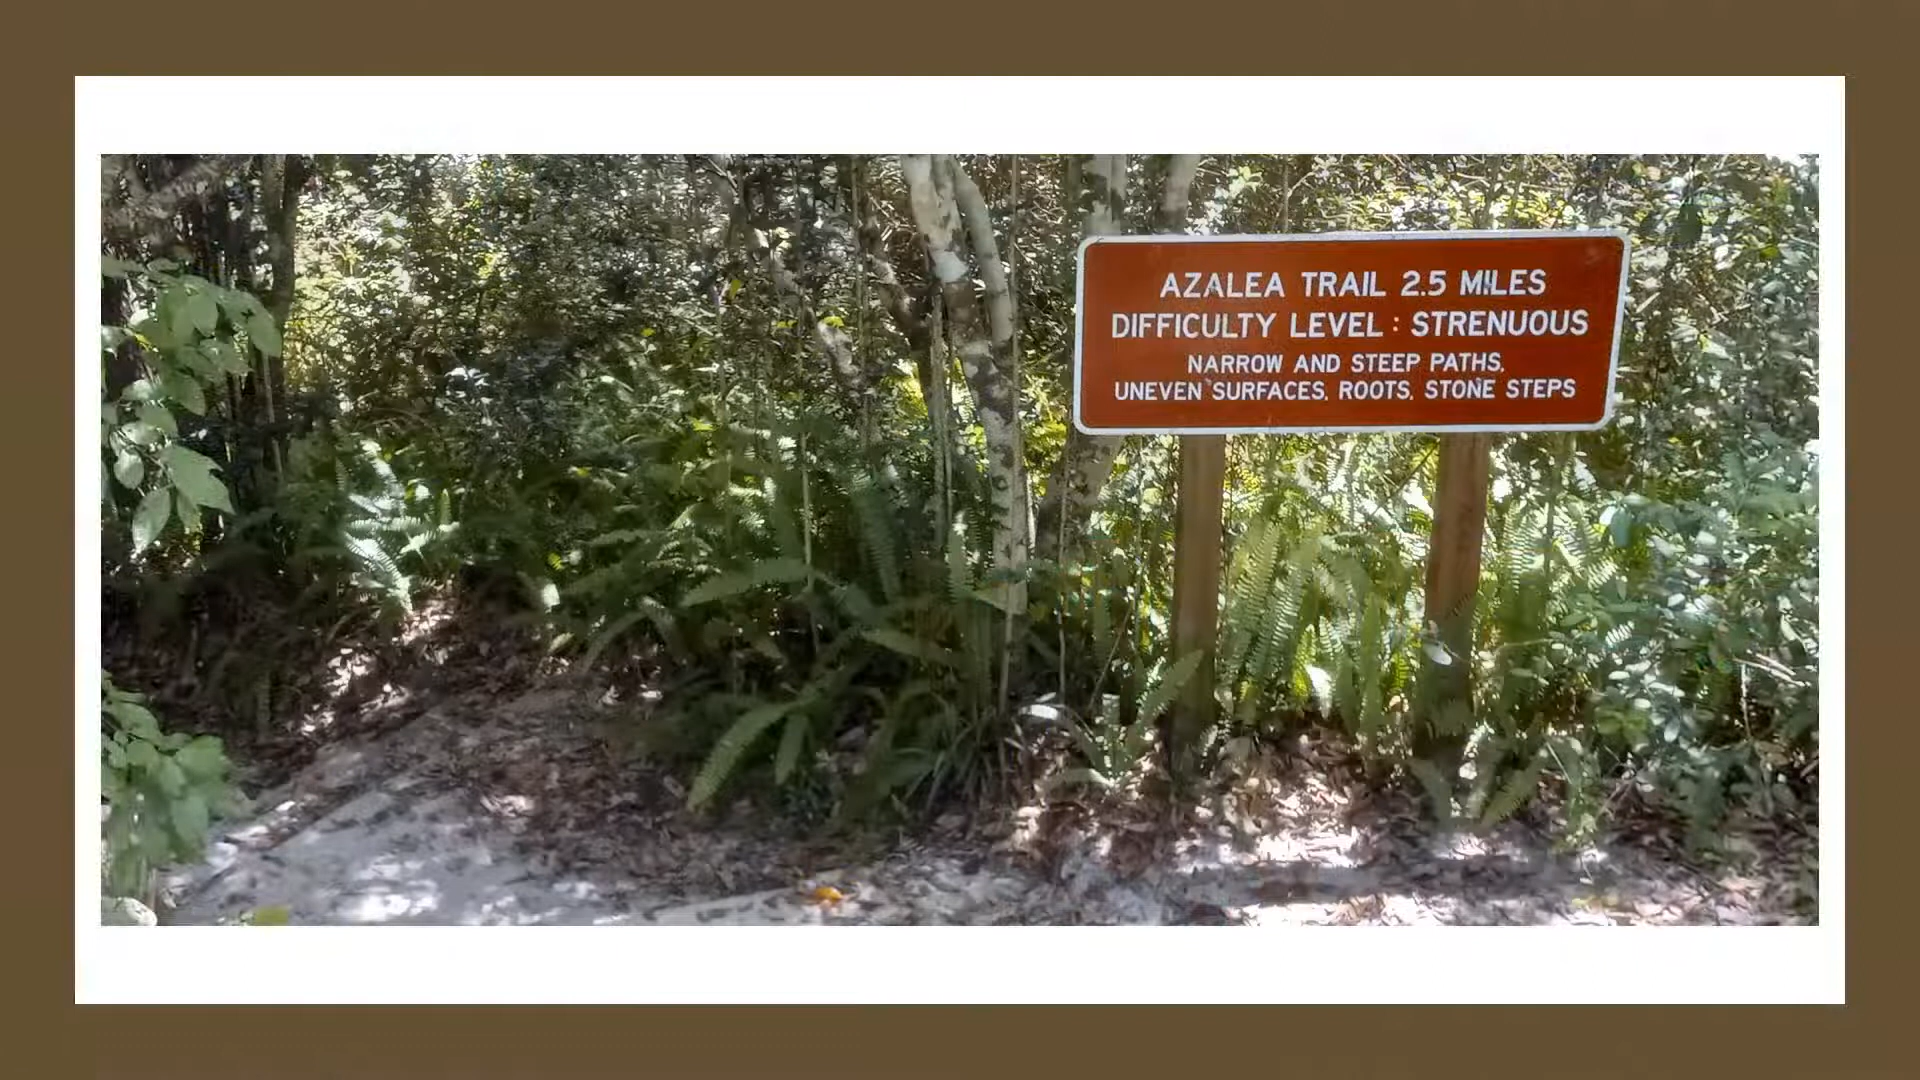 AZALEA TRAIL 2.5 MILES
DIFFICULTY LEVEL : STRENUOUS
NARROW AND STEEP PATHS,
UNEVEN SURFACES, ROOTS, STONE STEPS